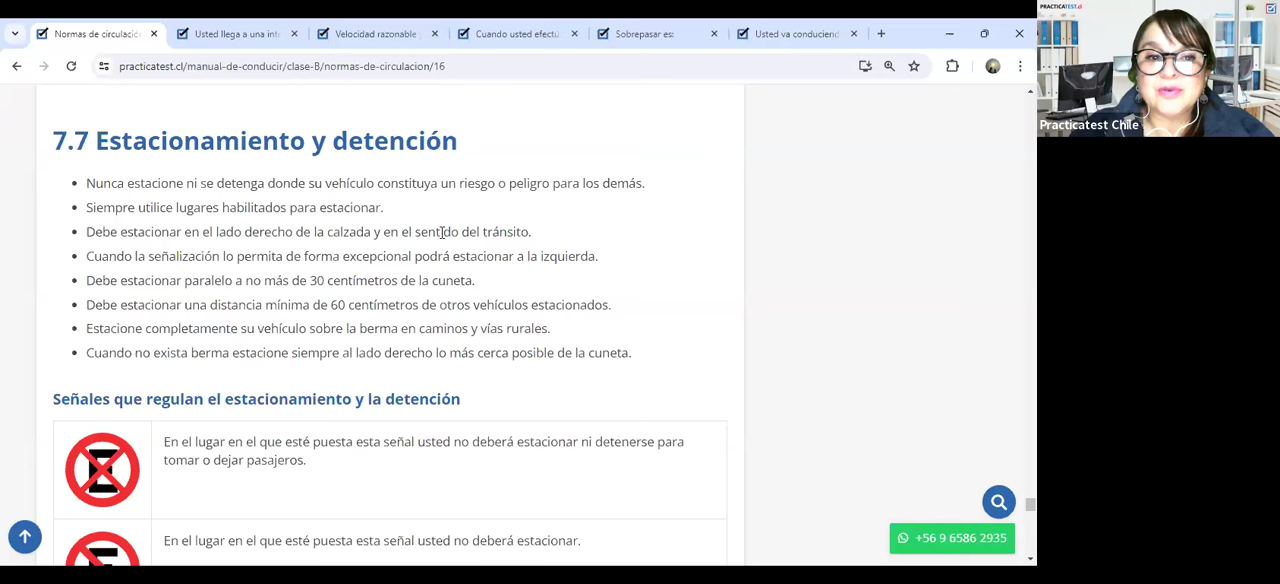 Normas de circulació
Usted llega a una inte
Velocidad razonable y
Cuando usted efectú
Sobrepasar es:
Usted va conduciend
practicatest.cl/manual-de-conducir/clase-B/normas-de-circulacion/16
PRACTICATEST.cl
Practicatest Chile
7.7 Estacionamiento y detención
Nunca estacione ni se detenga donde su vehículo constituya un riesgo o peligro para los demás.
Siempre utilice lugares habilitados para estacionar.
Debe estacionar en el lado derecho de la calzada y en el sentido del tránsito.
Cuando la señalización lo permita de forma excepcional podrá estacionar a la izquierda.
Debe estacionar paralelo a no más de 30 centímetros de la cuneta.
Debe estacionar una distancia mínima de 60 centímetros de otros vehículos estacionados.
Estacione completamente su vehículo sobre la berma en caminos y vías rurales.
Cuando no exista berma estacione siempre al lado derecho lo más cerca posible de la cuneta.
Señales que regulan el estacionamiento y la detención
E
En el lugar en el que esté puesta esta señal usted no deberá estacionar ni detenerse para
tomar o dejar pasajeros.
E
En el lugar en el que esté puesta esta señal usted no deberá estacionar.
+56 9 6586 2935